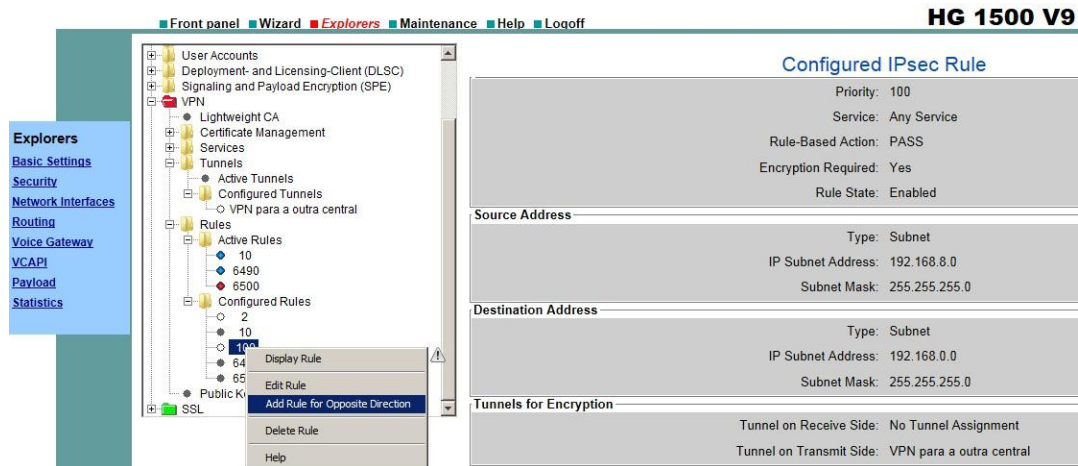 Front panel Wizard Explorers Maintenance Help Logoff
HG 1500 V9
Explorers
Basic Settings
Security
Network Interfaces
Routing
Voice Gateway
VCAPI
Payload
Statistics
User Accounts
Deployment- and Licensing-Client (DLSC)
Signaling and Payload Encryption (SPE)
VPN
Lightweight CA
Certificate Management
Services
Tunnels
Active Tunnels
Configured Tunnels
VPN para a outra central
Rules
Active Rules
10
6490
6500
Configured Rules
2
10
100
64
65
Public K
SSL
Display Rule
Edit Rule
Add Rule for Opposite Direction
Delete Rule
Help
Configured IPsec Rule
Priority: 100
Service: Any Service
Rule-Based Action: PASS
Encryption Required: Yes
Rule State: Enabled
Source Address
Type: Subnet
IP Subnet Address: 192.168.8.0
Subnet Mask: 255.255.255.0
Destination Address
Type: Subnet
IP Subnet Address: 192.168.0.0
Subnet Mask: 255.255.255.0
Tunnels for Encryption
Tunnel on Receive Side: No Tunnel Assignment
Tunnel on Transmit Side: VPN para a outra central